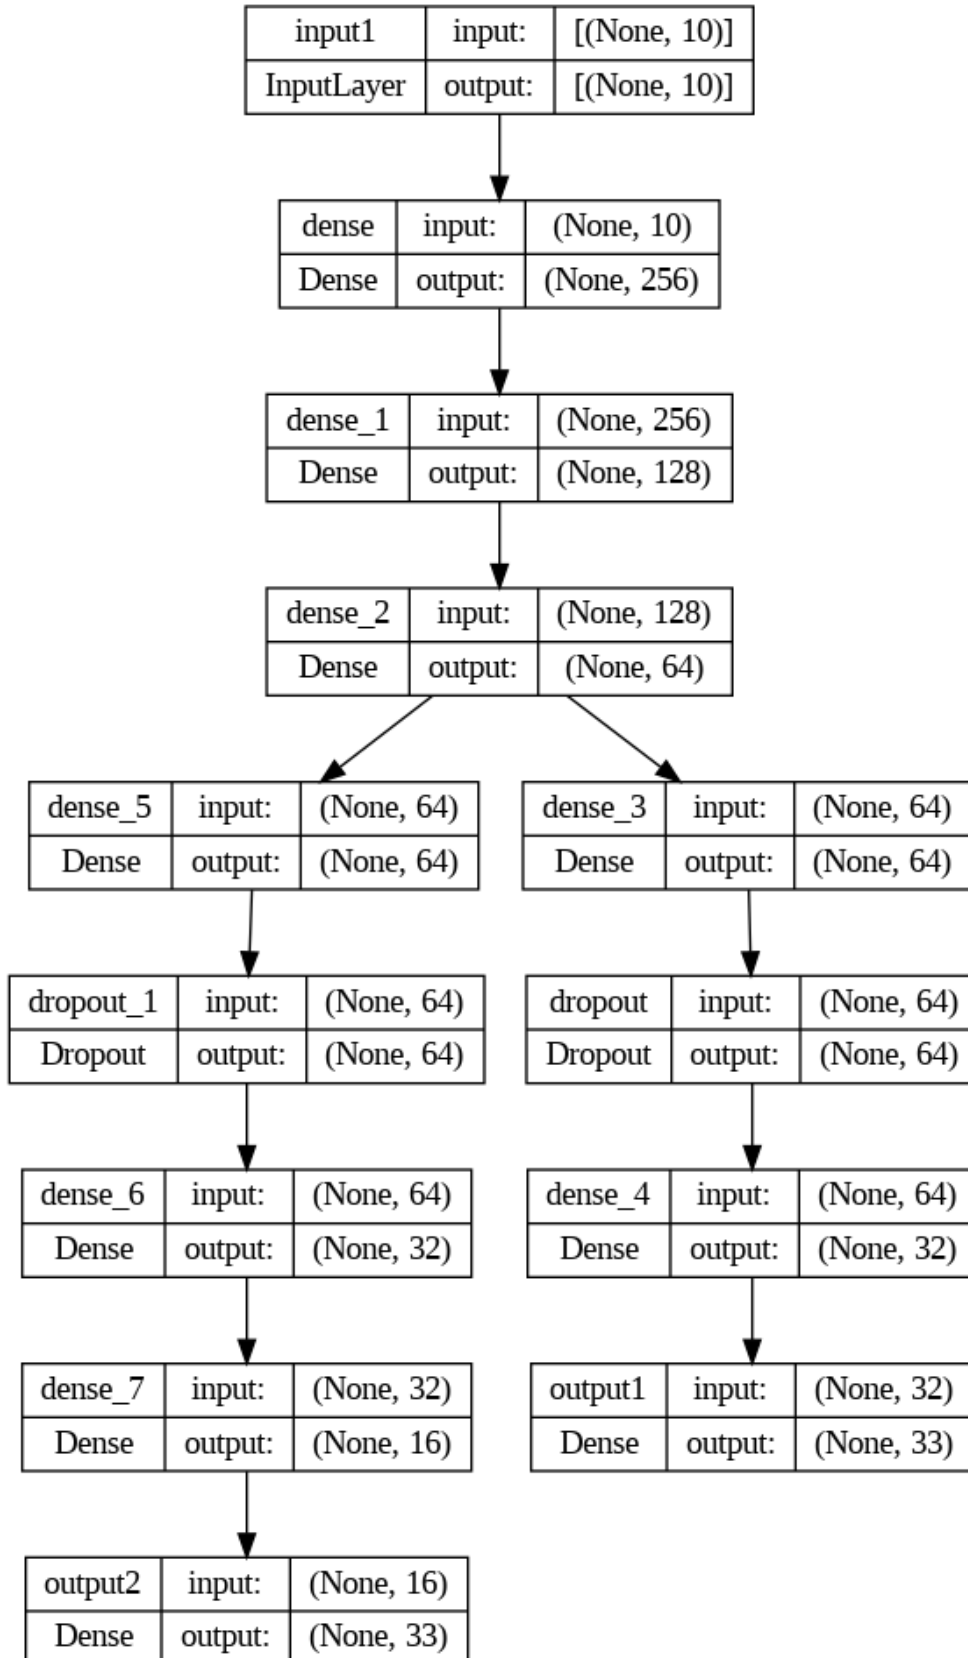 input1 input: [(None, 10)]
InputLayer output: [(None, 10)]
dense input: (None, 10)
Dense output: (None, 256)
dense_1 input: (None, 256)
Dense output: (None, 128)
dense_2 input: (None, 128)
Dense output: (None, 64)
dense_5 input: (None, 64)
Dense output: (None, 64)
dense_3 input: (None, 64)
Dense output: (None, 64)
dropout_1 input: (None, 64)
Dropout output: (None, 64)
dropout input: (None, 64)
Dropout output: (None, 64)
dense_6 input: (None, 64)
Dense output: (None, 32)
dense_4 input: (None, 64)
Dense output: (None, 32)
dense_7 input: (None, 32)
Dense output: (None, 16)
output1 input: (None, 32)
Dense output: (None, 33)
output2 input: (None, 16)
Dense output: (None, 33)